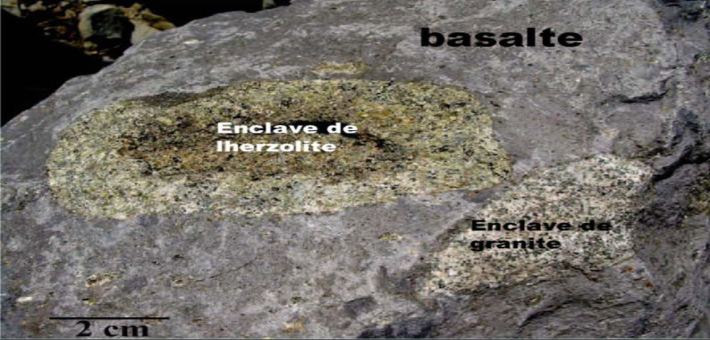 basalte
Enclave de
lherzolite
Enclave de
granite
2 cm